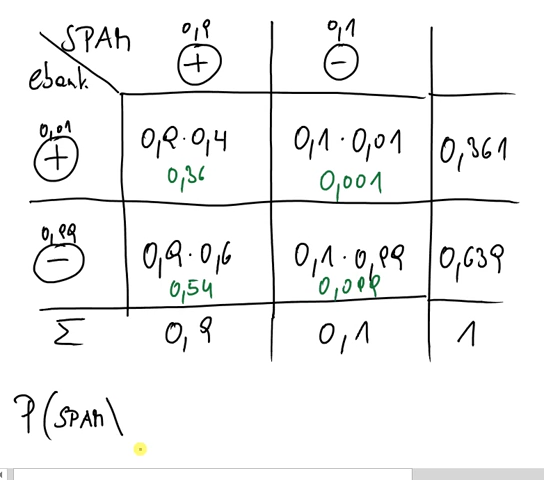 SPAM 0,9 0,1
ebank + -
0,01 0,9·0,4 0,1·0,01 0,361
+ 0,36 0,001
0,99 0,9·0,6 0,1·0,99 0,639
- 0,54 0,099
Σ 0,9 0,1 1
P(SPAM\